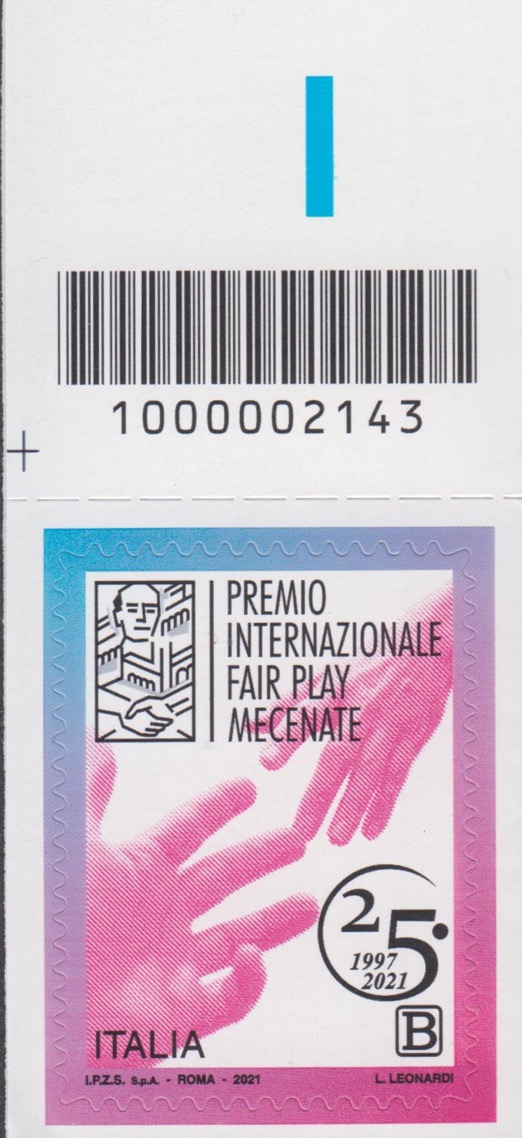 1000002143
PREMIO
INTERNAZIONALE
FAIR PLAY
MECENATE
25°
1997
2021
B
ITALIA
I.P.Z.S. S.p.A. - ROMA - 2021
L. LEONARDI